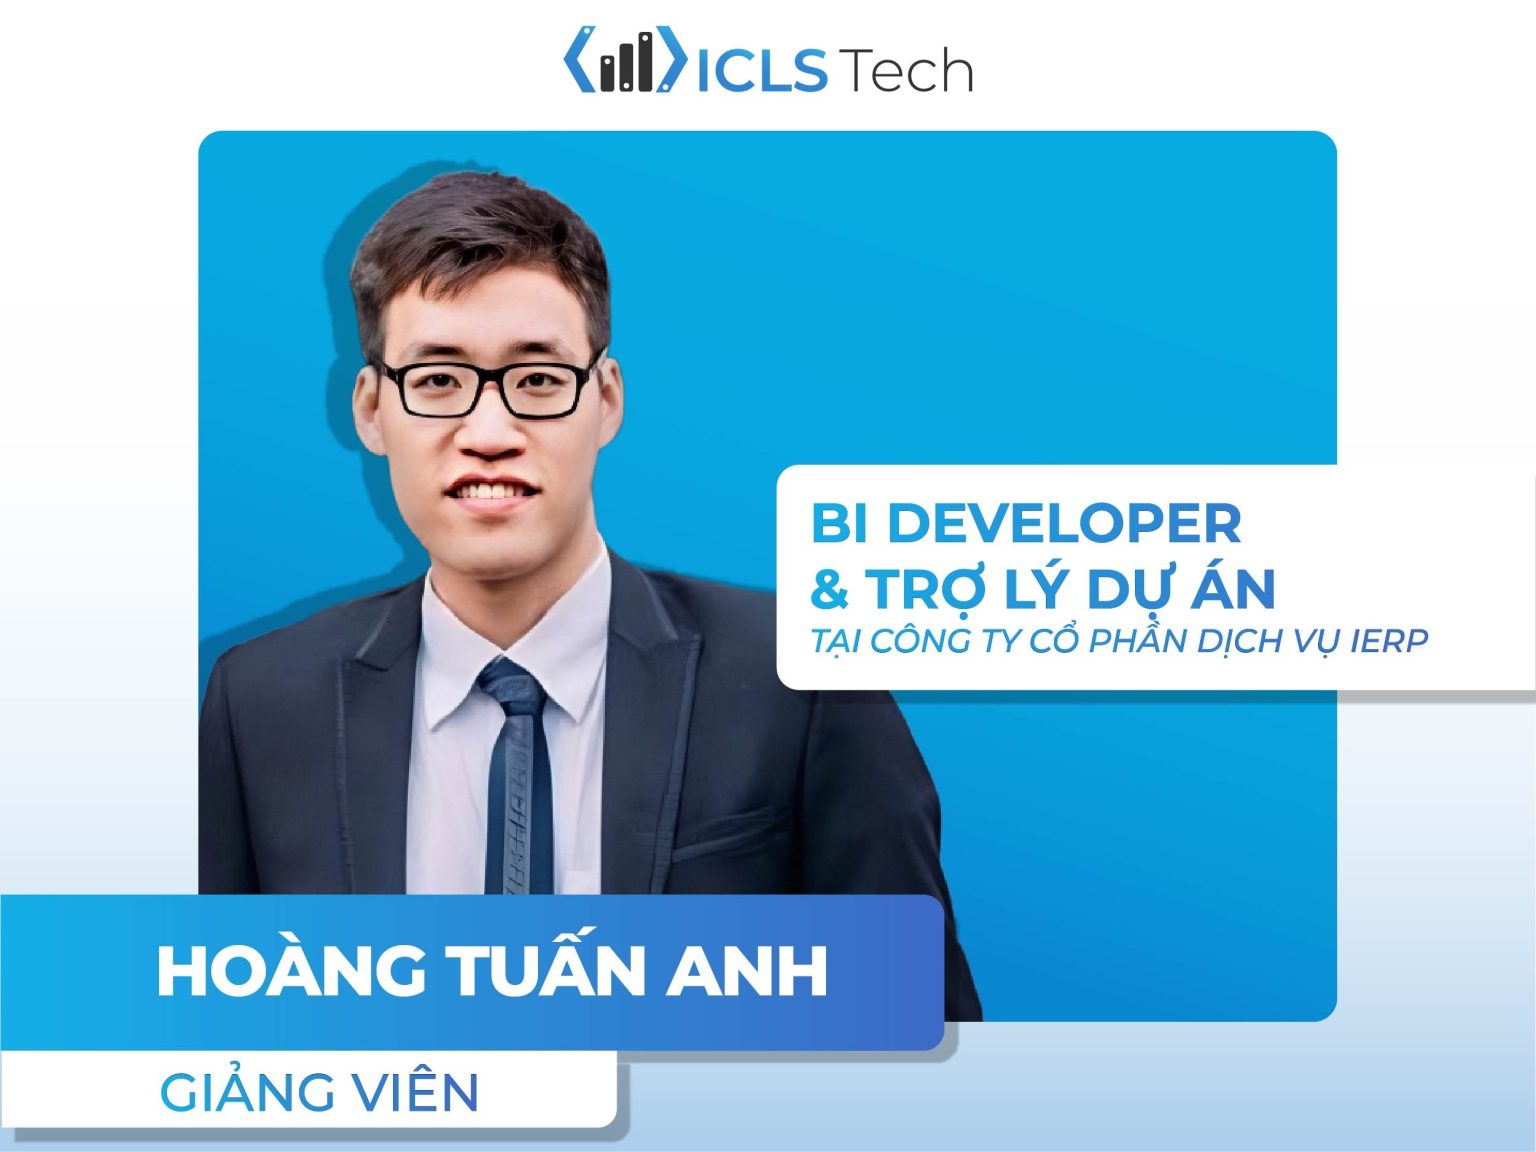 ICLS Tech
BI DEVELOPER
& TRỢ LÝ DỰ ÁN
TẠI CÔNG TY CỔ PHẦN DỊCH VỤ IERP
HOÀNG TUẤN ANH
GIẢNG VIÊN